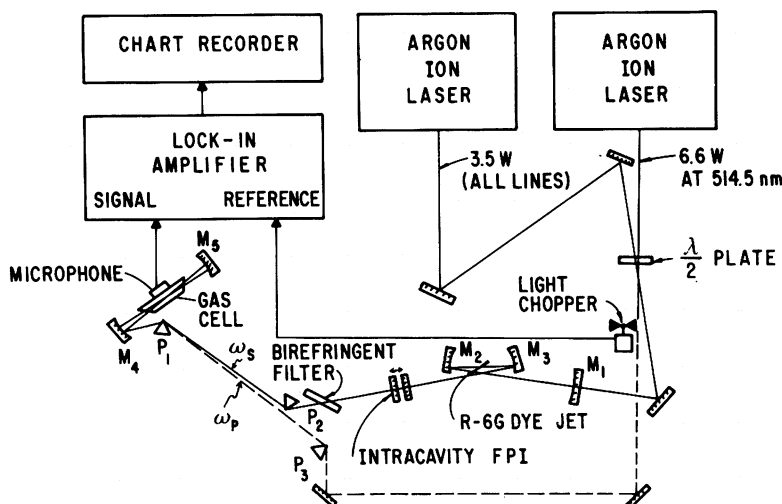 CHART RECORDER
ARGON
ION
LASER
ARGON
ION
LASER
LOCK-IN
AMPLIFIER
SIGNAL REFERENCE
3.5 W
(ALL LINES)
6.6 W
AT 514.5 nm
M5
MICROPHONE
GAS
CELL
λ/2 PLATE
LIGHT
CHOPPER
M4
P1
ωS
ωP
BIREFRINGENT
FILTER
M2
M3
M1
P2
R-6G DYE JET
P3
INTRACAVITY FPI